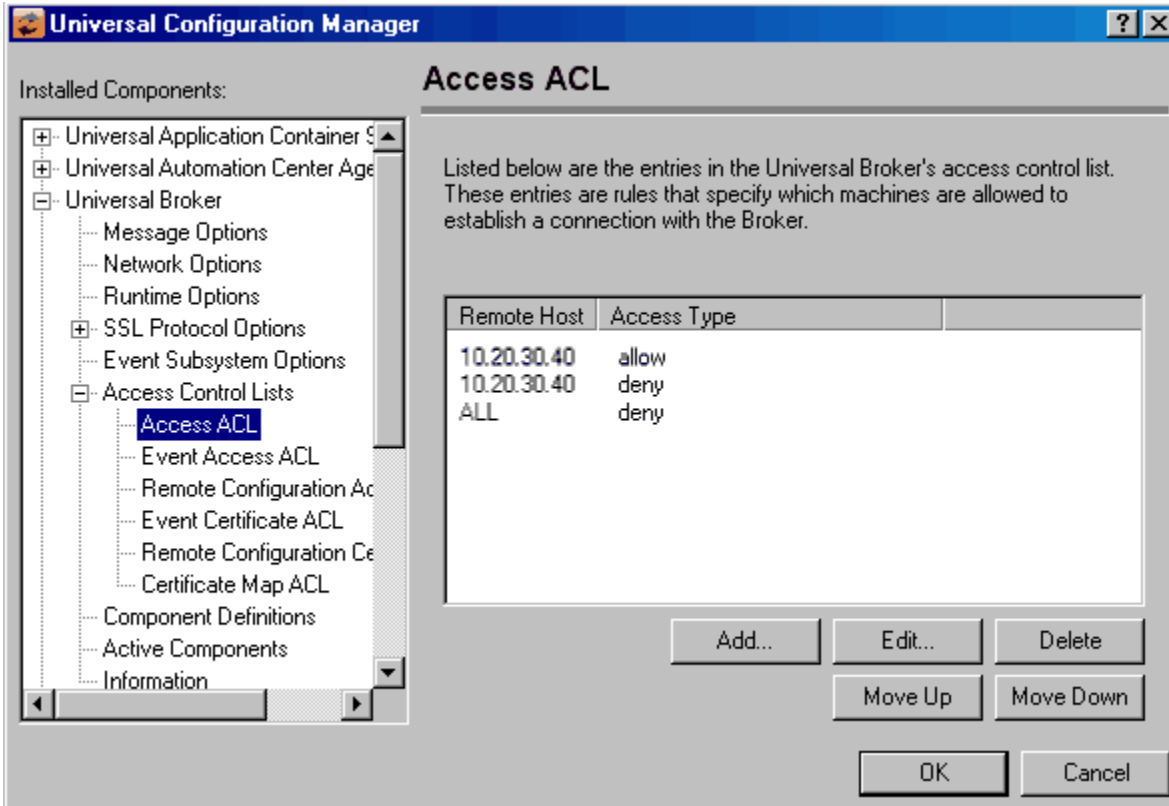 Universal Configuration Manager
Installed Components:
Universal Application Container S
Universal Automation Center Age
Universal Broker
Message Options
Network Options
Runtime Options
SSL Protocol Options
Event Subsystem Options
Access Control Lists
Access ACL
Event Access ACL
Remote Configuration Ac
Event Certificate ACL
Remote Configuration Ce
Certificate Map ACL
Component Definitions
Active Components
Information
Access ACL
Listed below are the entries in the Universal Broker's access control list.
These entries are rules that specify which machines are allowed to
establish a connection with the Broker.
Remote Host Access Type
10.20.30.40 allow
10.20.30.40 deny
ALL deny
Add... Edit... Delete
Move Up Move Down
OK Cancel